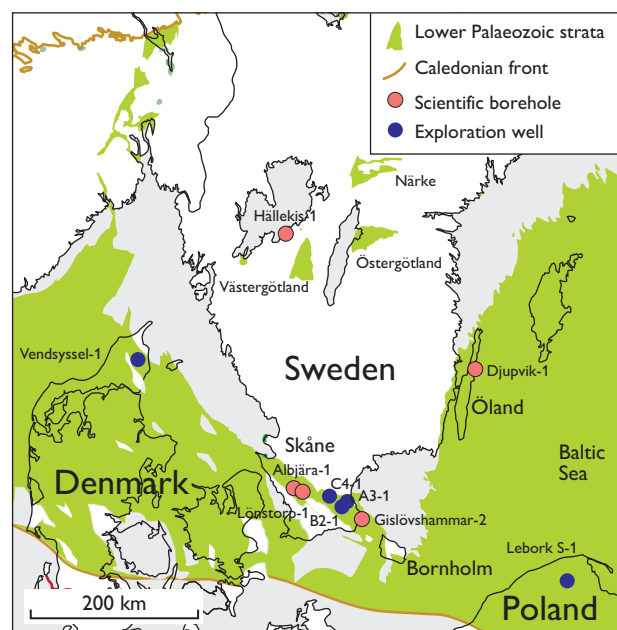 Lower Palaeozoic strata
Caledonian front
Scientific borehole
Exploration well
Närke
Hällekis-1
Östergötland
Västergötland
Vendsyssel-1
Sweden
Djupvik-1
Öland
Skåne
Baltic
Sea
Albjära-1
C4-1
A3-1
Denmark
Lönstorp-1
B2-1
Gislövshammar-2
Bornholm
Lebork S-1
200 km
Poland